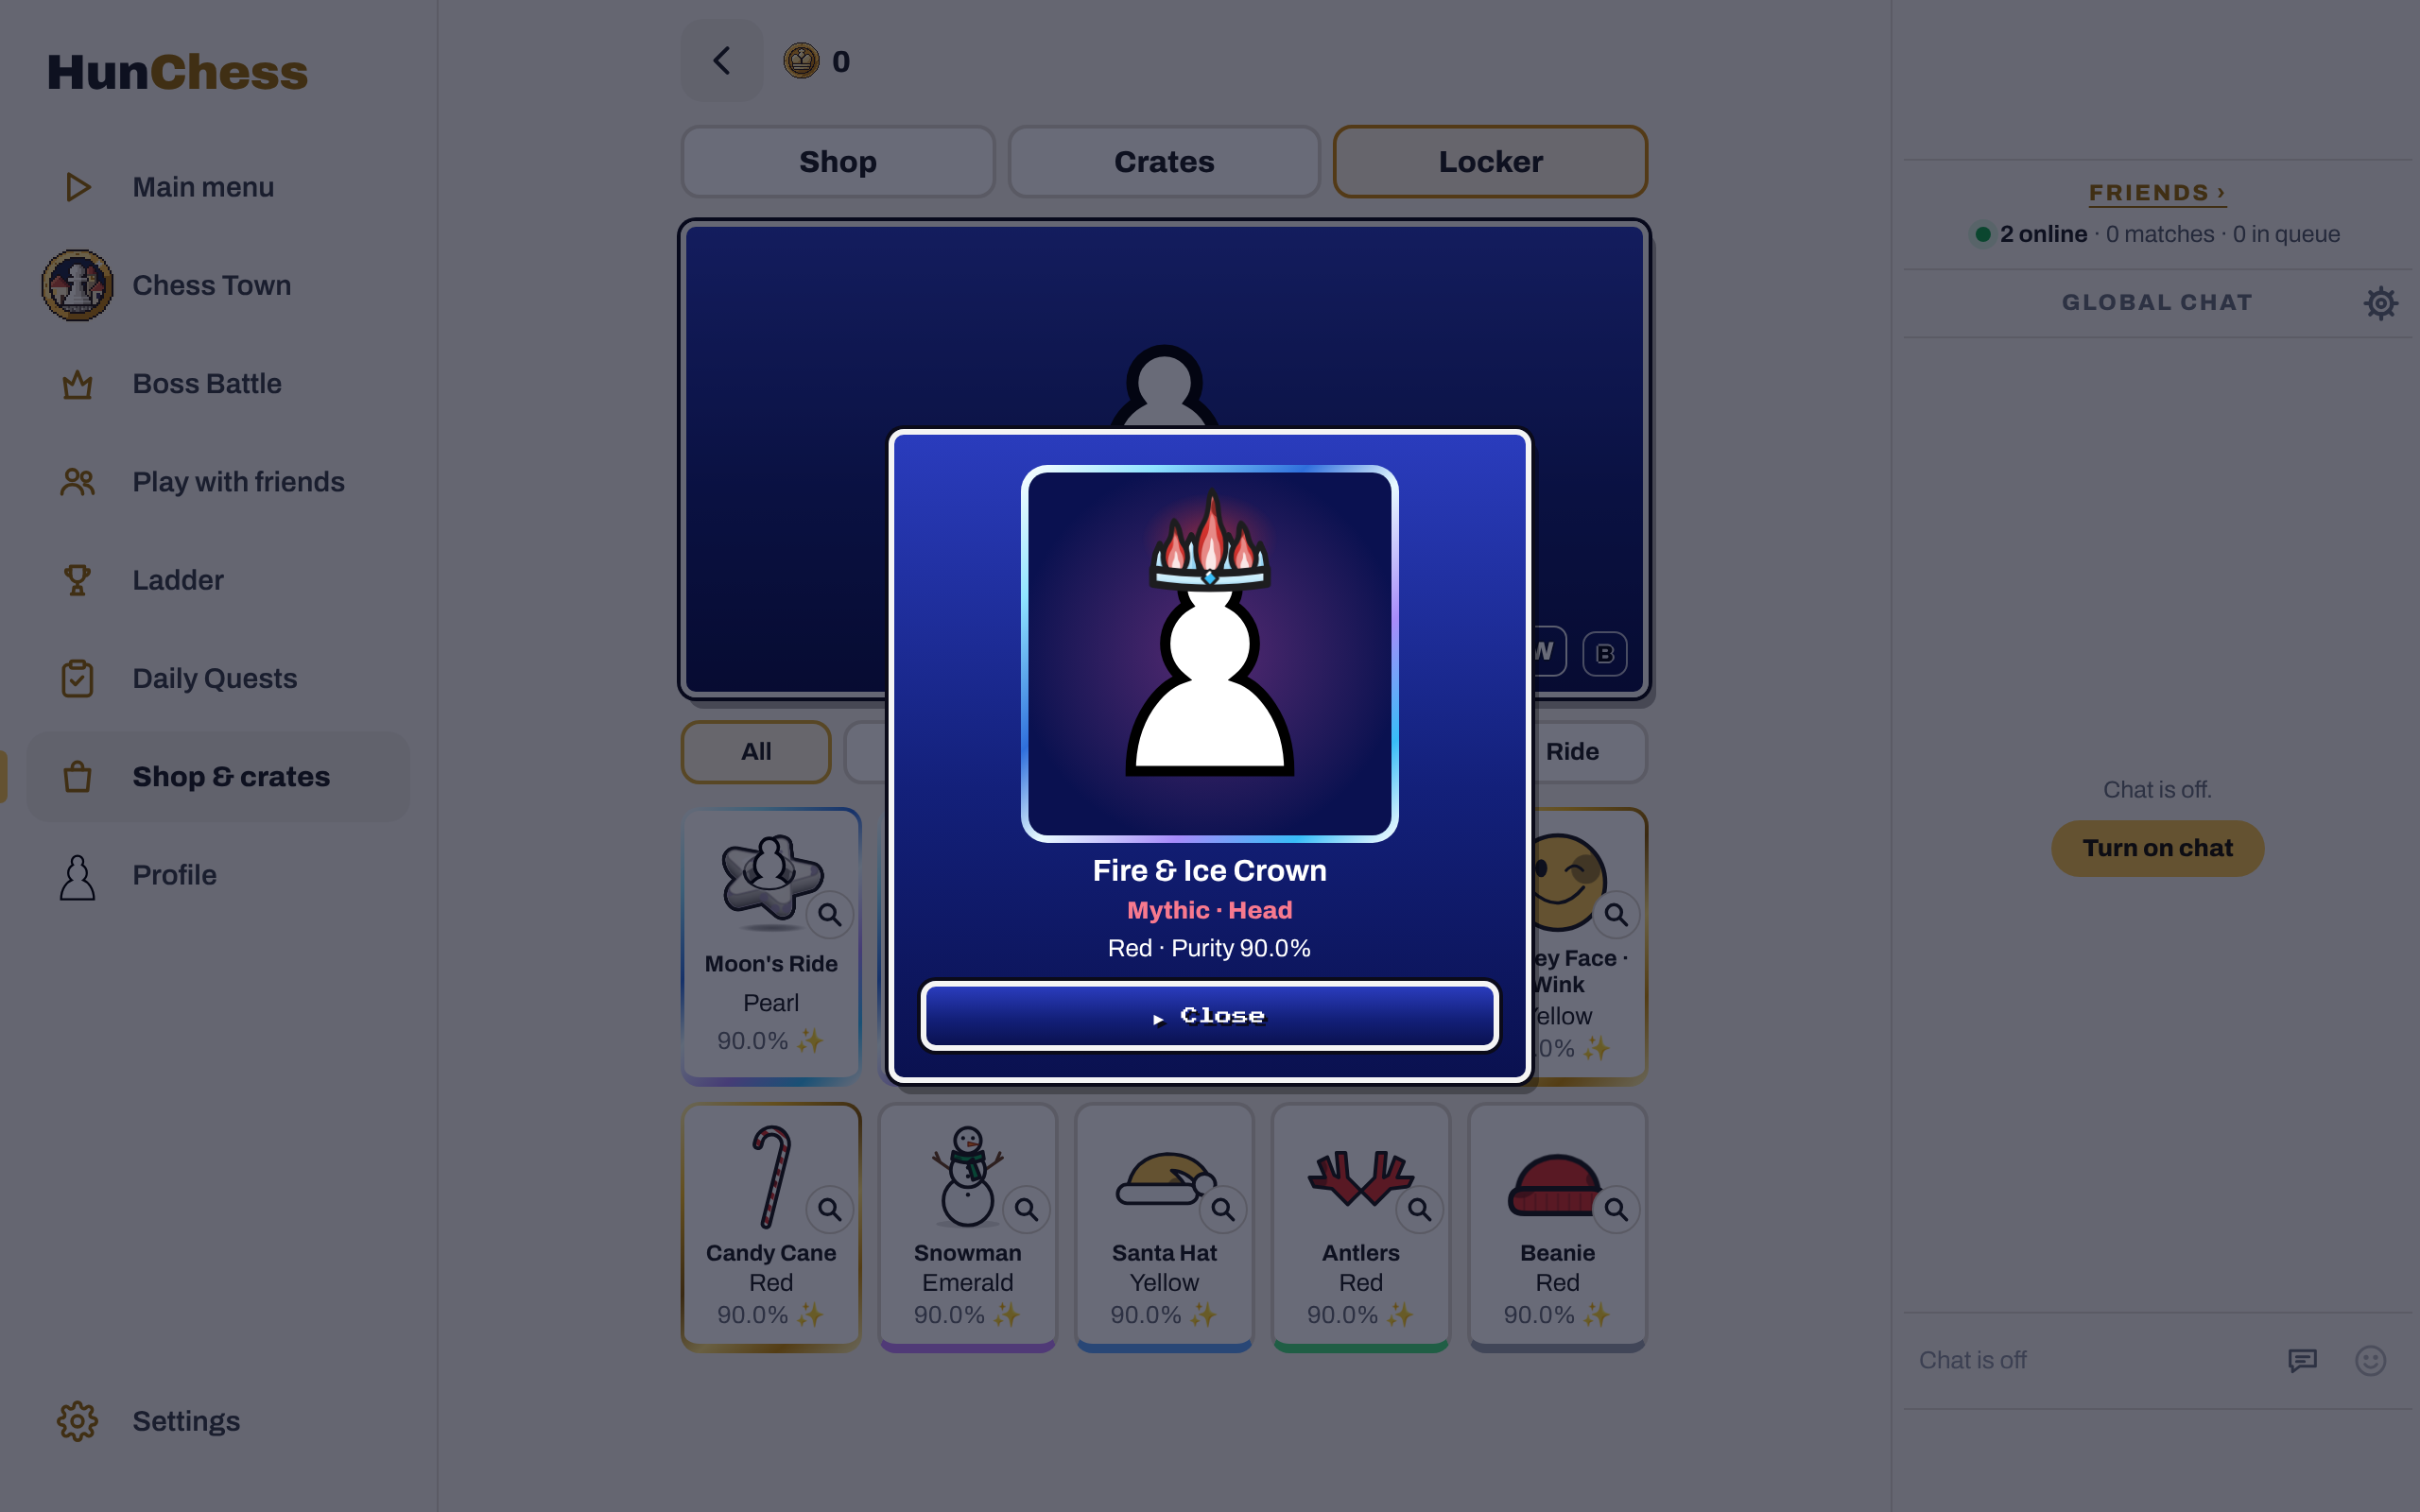 HunChess
Main menu
Chess Town
Boss Battle
Play with friends
Ladder
Daily Quests
Shop & crates
Profile
Settings
0
Shop
Crates
Locker
B
All
Ride
Fire & Ice Crown
Mythic · Head
Red · Purity 90.0%
▸ Close
Moon's Ride
Pearl
90.0% ✨
Wink
Candy Cane
Red
90.0% ✨
Snowman
Emerald
90.0% ✨
Santa Hat
Yellow
90.0% ✨
Antlers
Red
90.0% ✨
Beanie
Red
90.0% ✨
FRIENDS ›
2 online · 0 matches · 0 in queue
GLOBAL CHAT
Chat is off.
Turn on chat
Chat is off